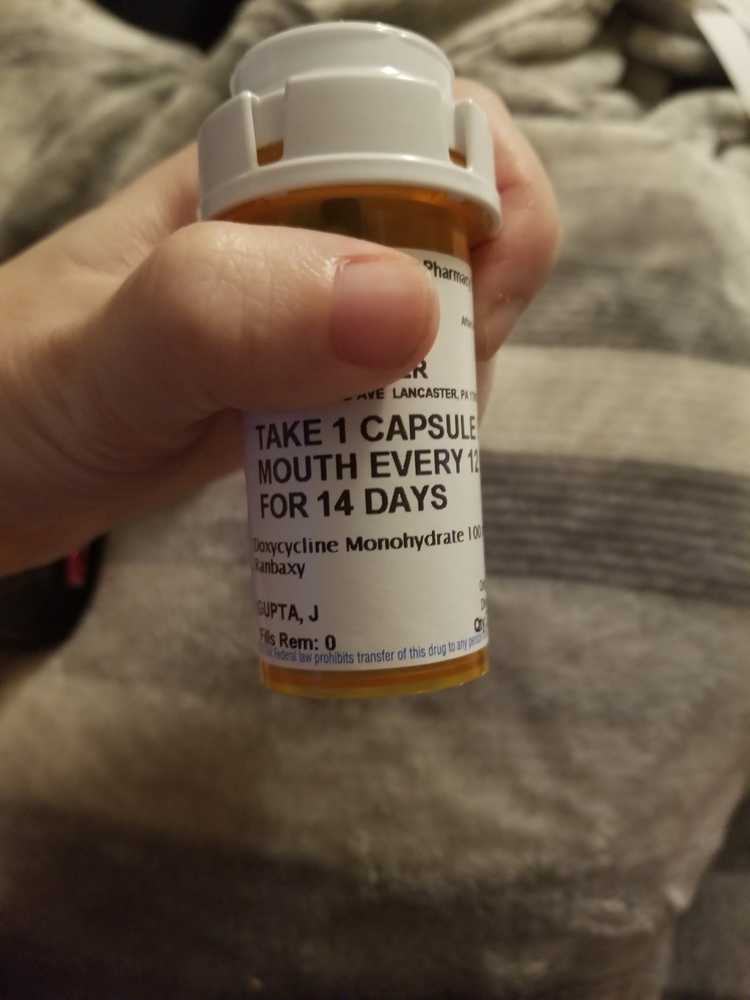 Pharmacy
ER
AVE LANCASTER, PA
TAKE 1 CAPSULE
MOUTH EVERY 12
FOR 14 DAYS
Doxycycline Monohydrate 100
Ranbaxy
GUPTA, J
Fills Rem: 0
Qty
Federal law prohibits transfer of this drug to any